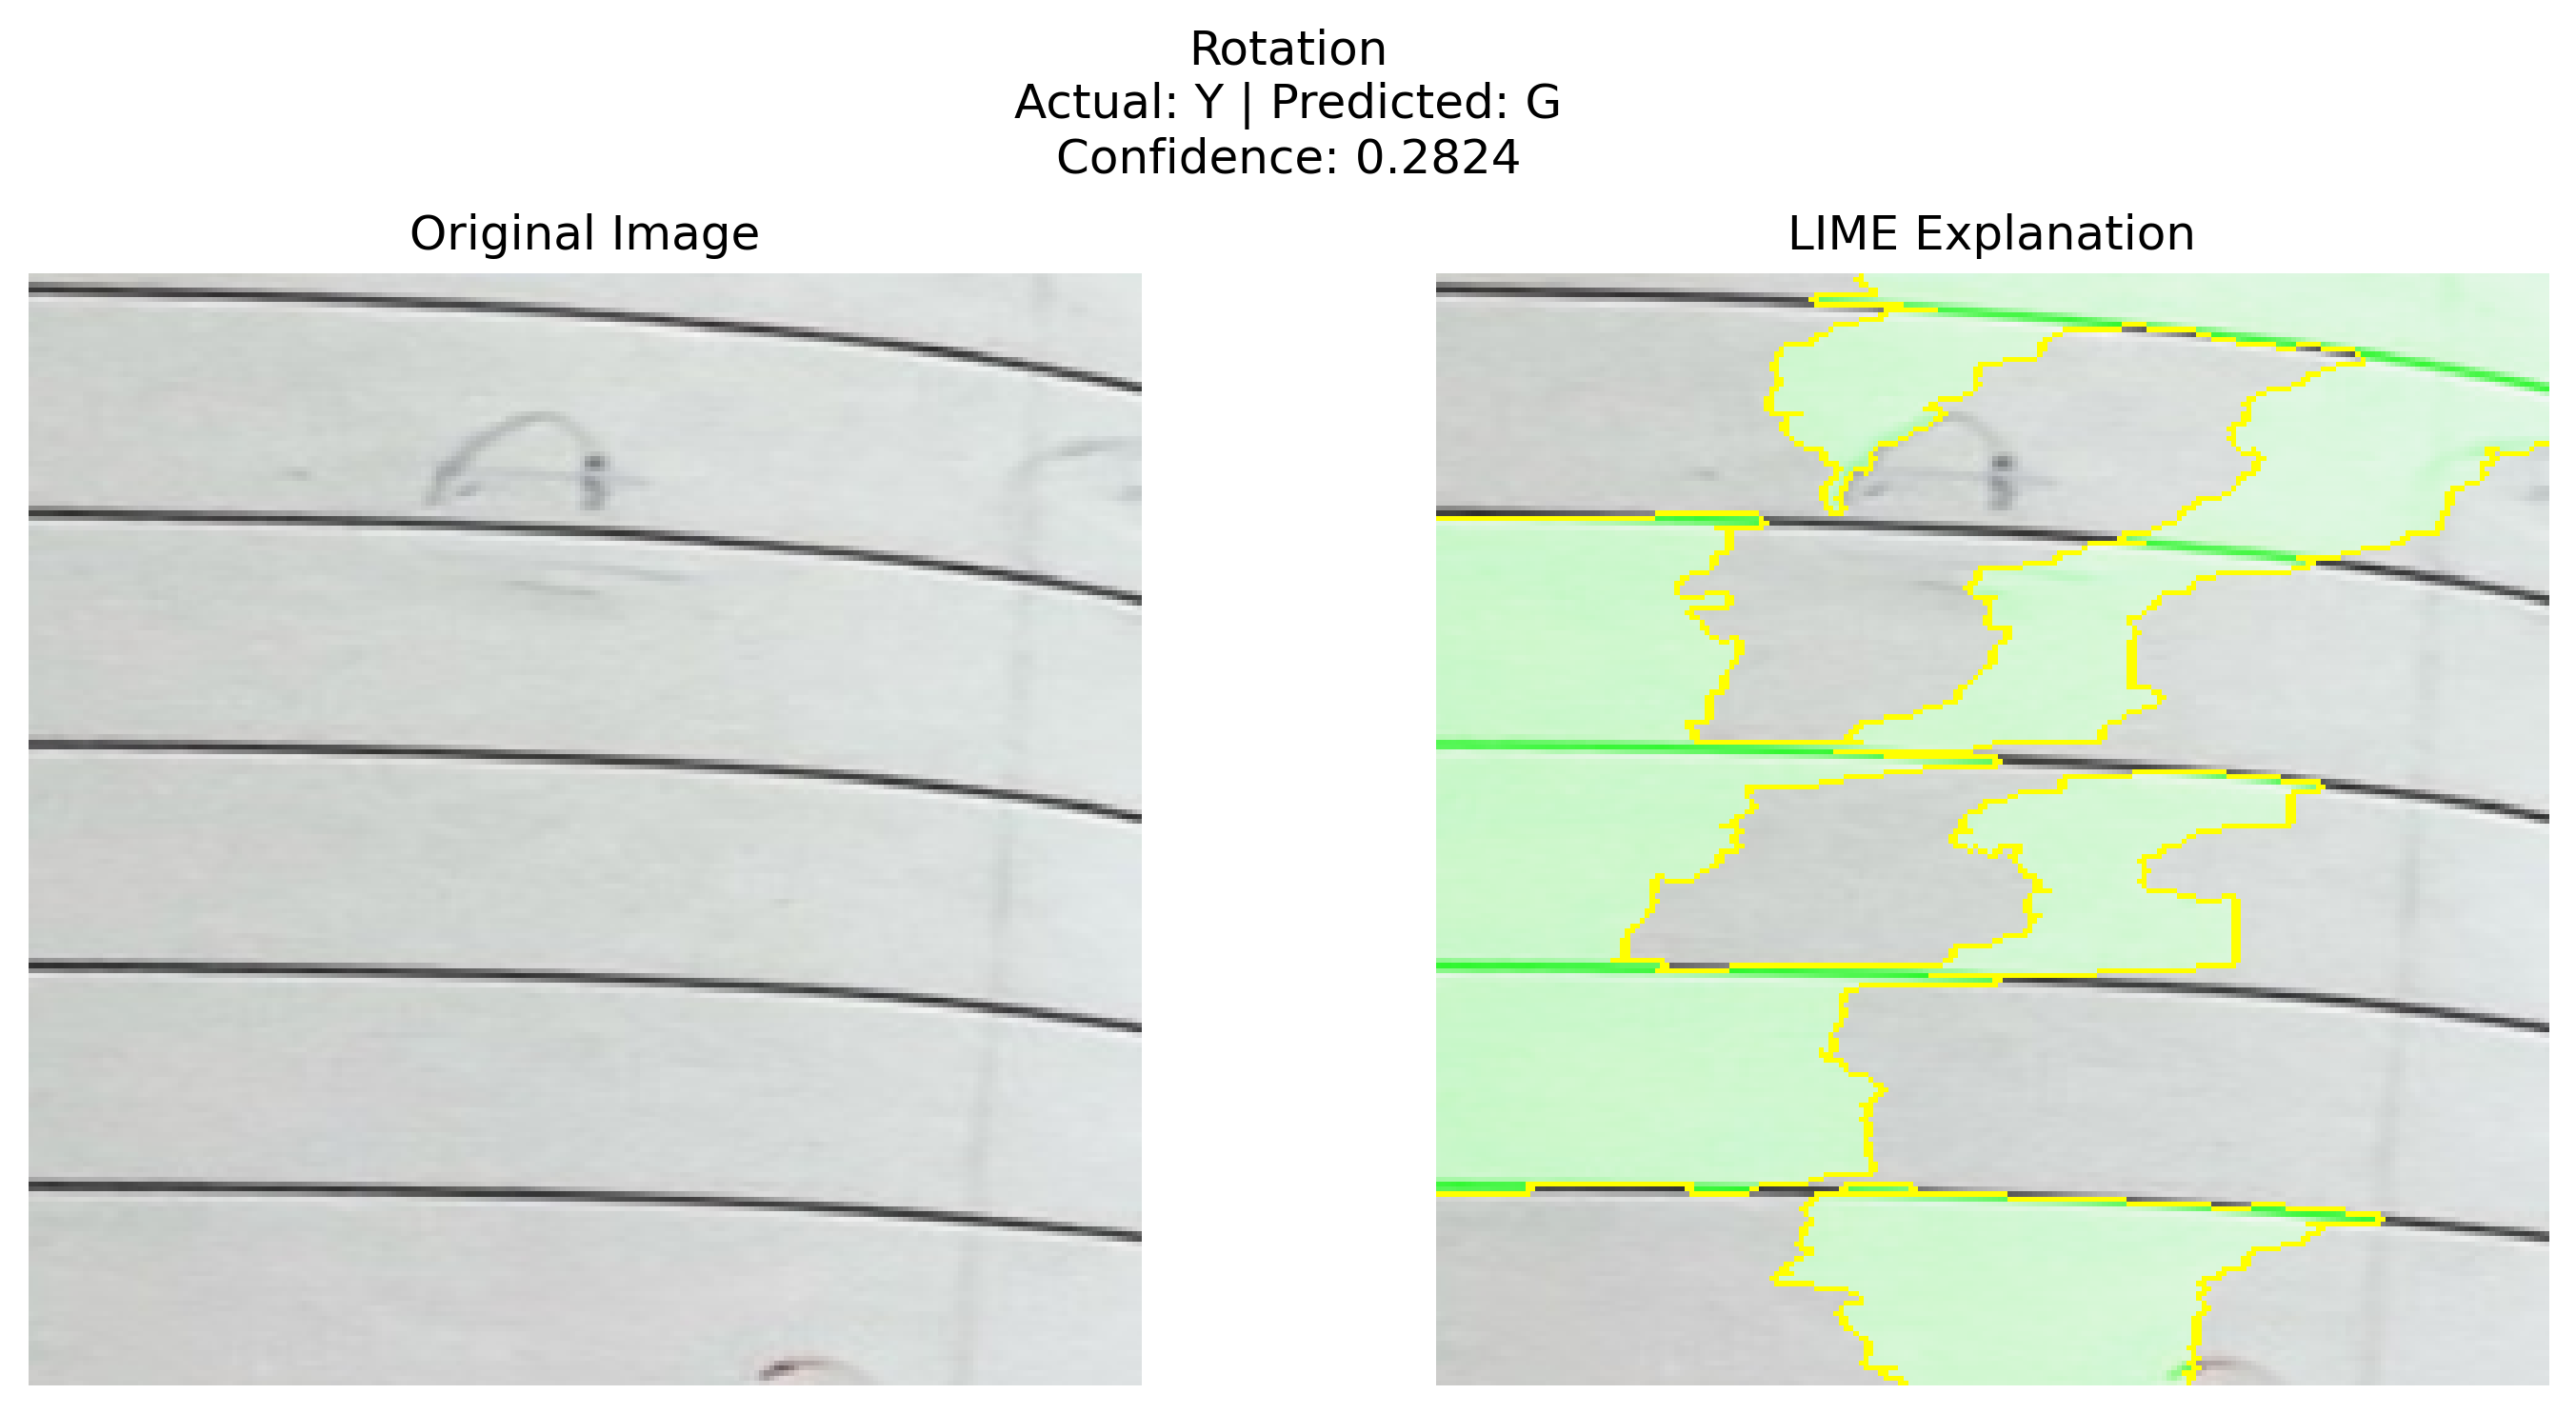 Rotation
Actual: Y | Predicted: G
Confidence: 0.2824
Original Image
LIME Explanation